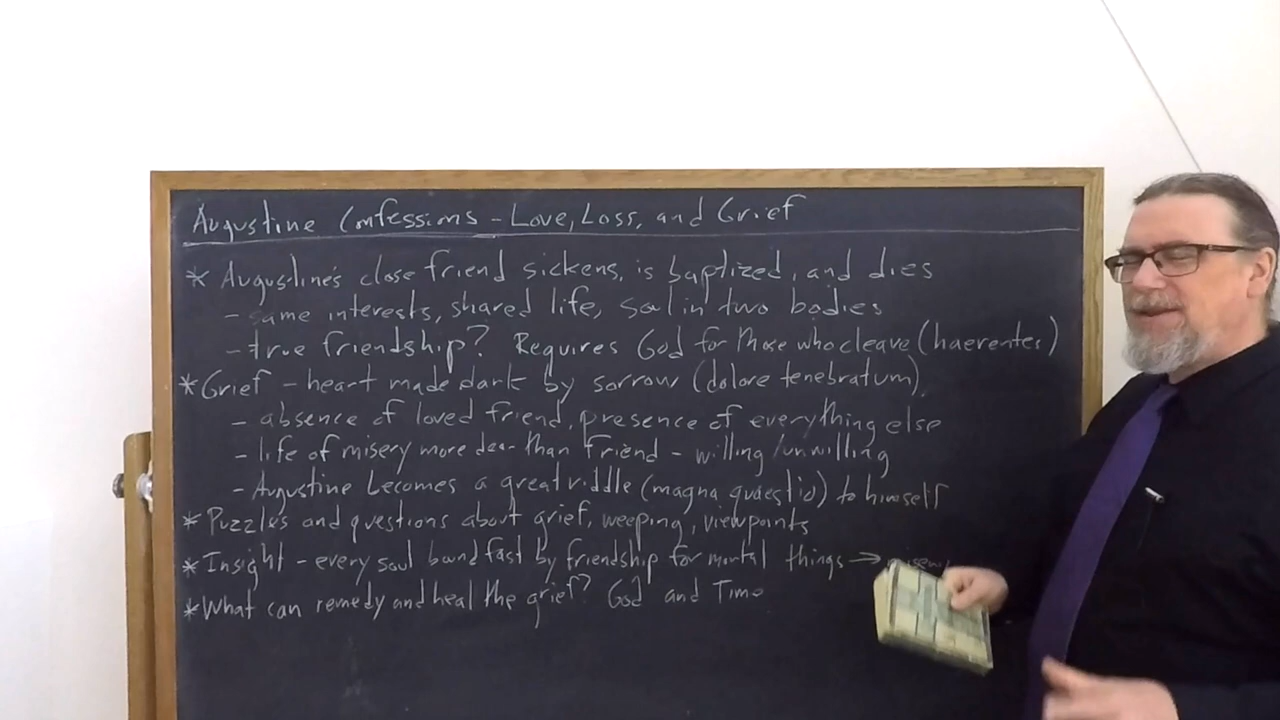 Augustine Confessions - Love, Loss, and Grief
* Augustine's close friend sickens, is baptized, and dies
- same interests, shared life, soul in two bodies
- true friendship? Requires God for those who cleave (haerentes)
* Grief - heart made dark by sorrow (dolore tenebratum)
- absence of loved friend, presence of everything else
- life of misery more dear than friend - willing/unwilling
- Augustine becomes a great riddle (magna quaestio) to himself
* Puzzles and questions about grief, weeping, viewpoints
* Insight - every soul bound fast by friendship for mortal things →
* What can remedy and heal the grief? God and Time